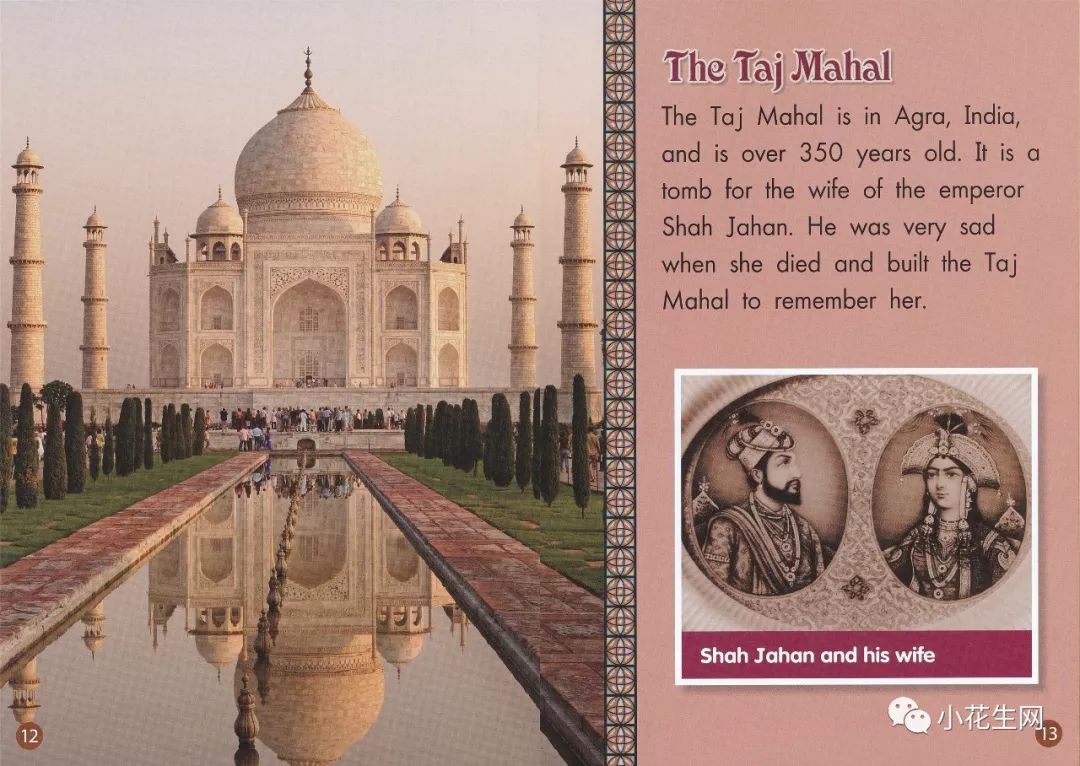 The Taj Mahal
The Taj Mahal is in Agra, India,
and is over 350 years old. It is a
tomb for the wife of the emperor
Shah Jahan. He was very sad
when she died and built the Taj
Mahal to remember her.
Shah Jahan and his wife
小花生网
12
13